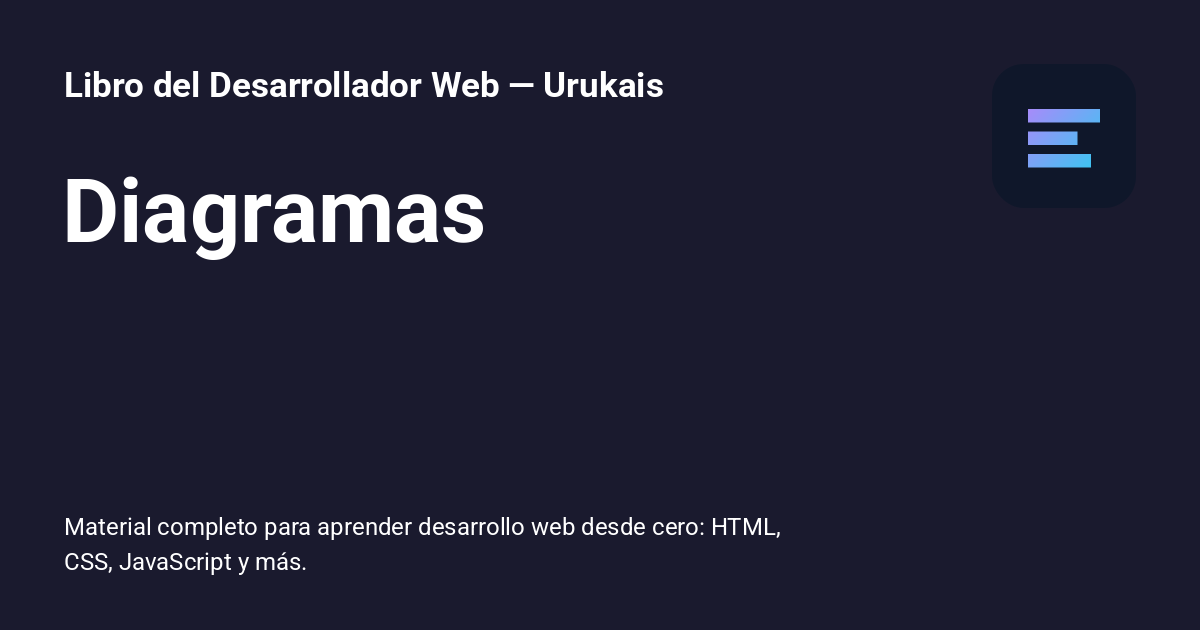 Libro del Desarrollador Web — Urukais
Diagramas
Material completo para aprender desarrollo web desde cero: HTML,
CSS, JavaScript y más.